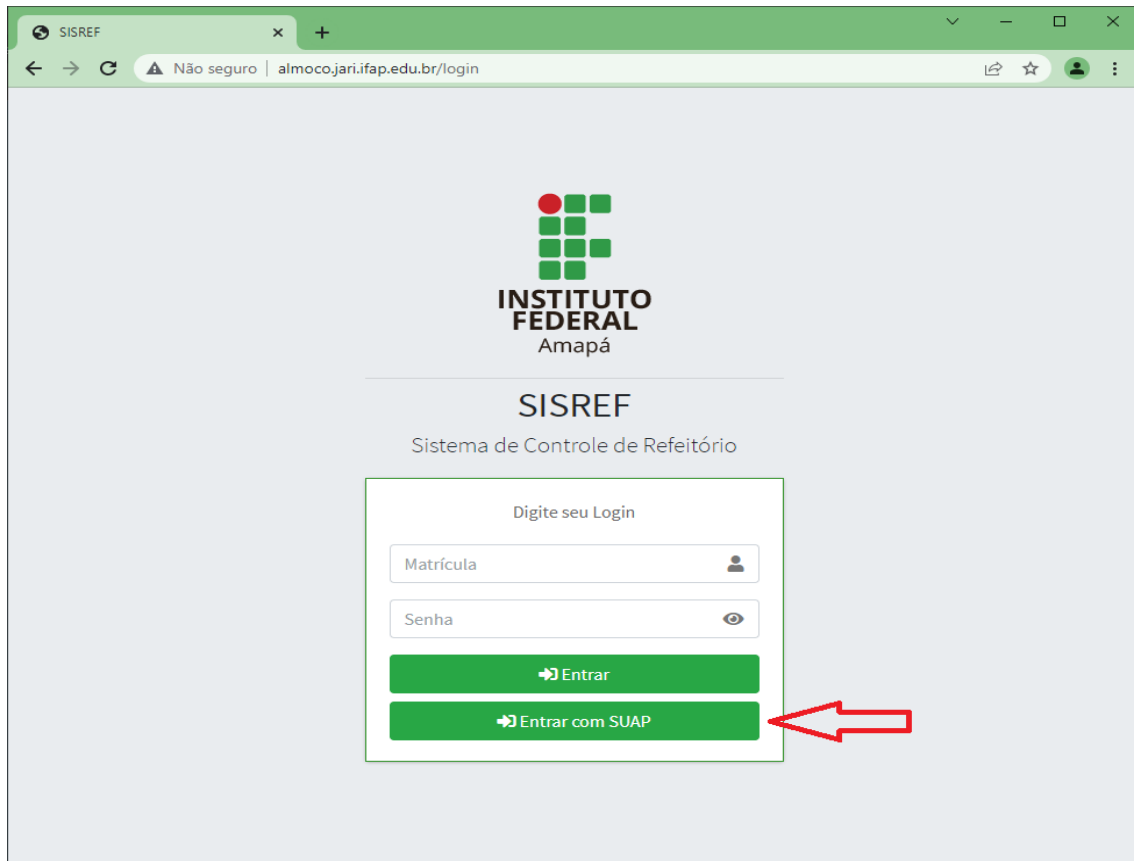 SISREF
Não seguro | almoco.jari.ifap.edu.br/login
INSTITUTO
FEDERAL
Amapá
SISREF
Sistema de Controle de Refeitório
Digite seu Login
Matrícula
Senha
Entrar
Entrar com SUAP